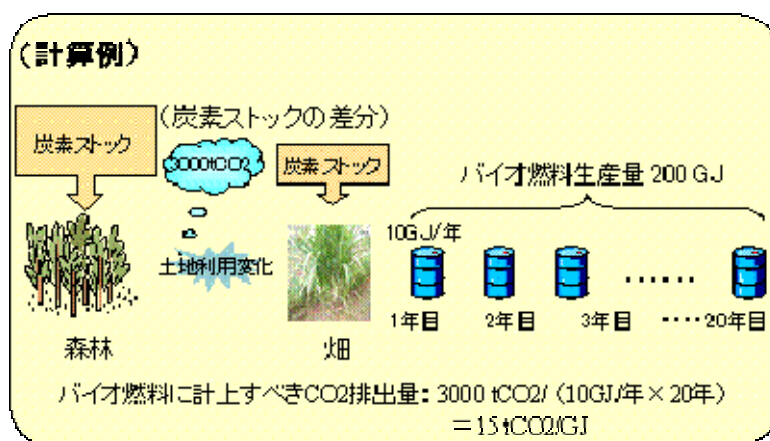 (計算例)
(炭素ストックの差分)
炭素ストック
3000tCO2
炭素ストック
バイオ燃料生産量 200 GJ
10GJ/年
土地利用変化
1年目 2年目 3年目 ‥‥20年目
森林
畑
バイオ燃料に計上すべきCO2排出量: 3000 tCO2/ (10GJ/年×20年)
=15 tCO2/GJ